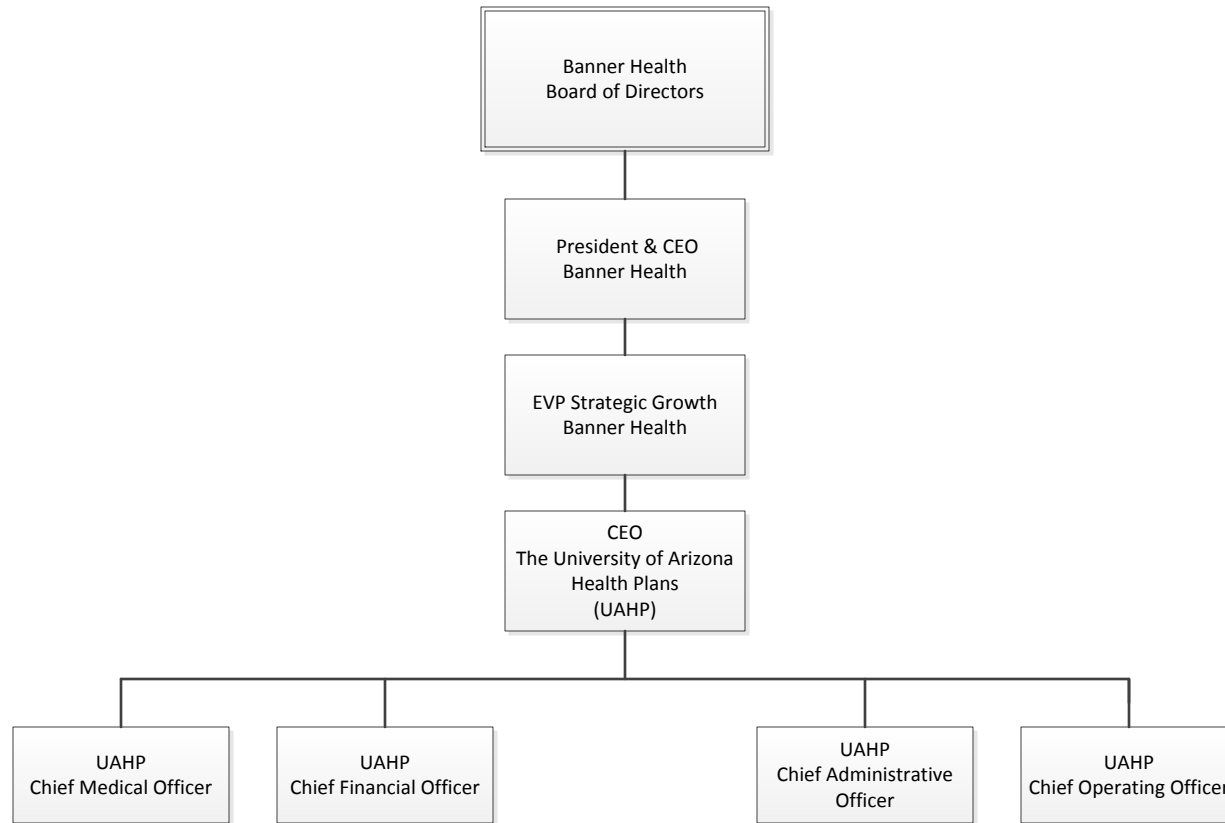 Banner Health
Board of Directors
President & CEO
Banner Health
EVP Strategic Growth
Banner Health
CEO
The University of Arizona
Health Plans
(UAHP)
UAHP
Chief Medical Officer
UAHP
Chief Financial Officer
UAHP
Chief Administrative
Officer
UAHP
Chief Operating Officer